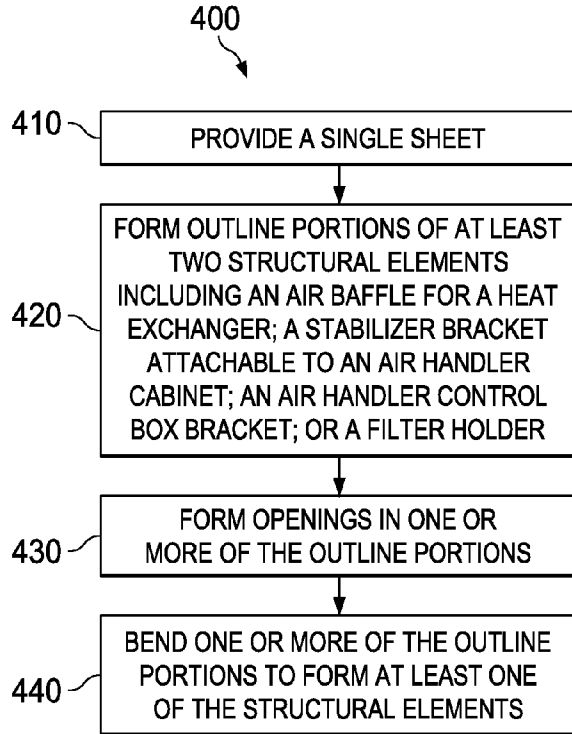 400
410
PROVIDE A SINGLE SHEET
420
FORM OUTLINE PORTIONS OF AT LEAST
TWO STRUCTURAL ELEMENTS
INCLUDING AN AIR BAFFLE FOR A HEAT
EXCHANGER; A STABILIZER BRACKET
ATTACHABLE TO AN AIR HANDLER
CABINET; AN AIR HANDLER CONTROL
BOX BRACKET; OR A FILTER HOLDER
430
FORM OPENINGS IN ONE OR
MORE OF THE OUTLINE PORTIONS
440
BEND ONE OR MORE OF THE OUTLINE
PORTIONS TO FORM AT LEAST ONE
OF THE STRUCTURAL ELEMENTS